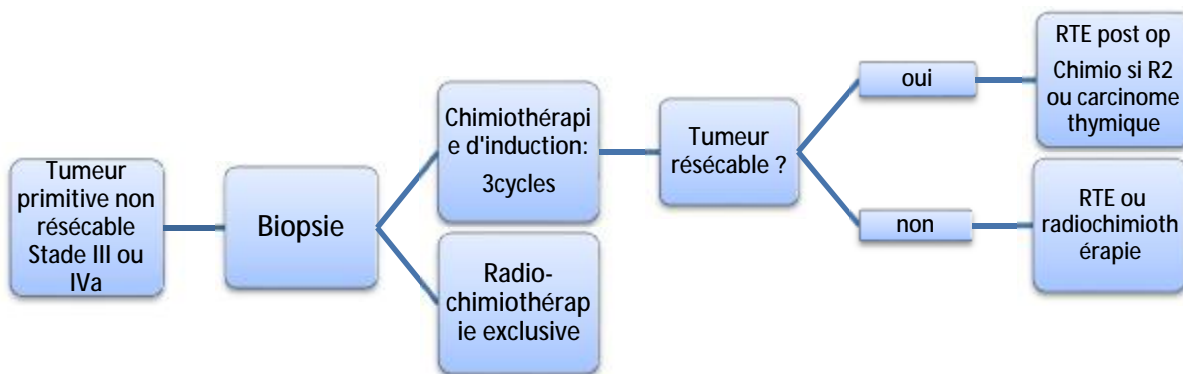 Tumeur
primitive non
résécable
Stade III ou
IVa
Biopsie
Chimiothérapi
e d'induction:
3cycles
Radio-
chimiothérap
ie exclusive
Tumeur
résécable ?
oui
non
RTE post op
Chimio si R2
ou carcinome
thymique
RTE ou
radiochimioth
érapie